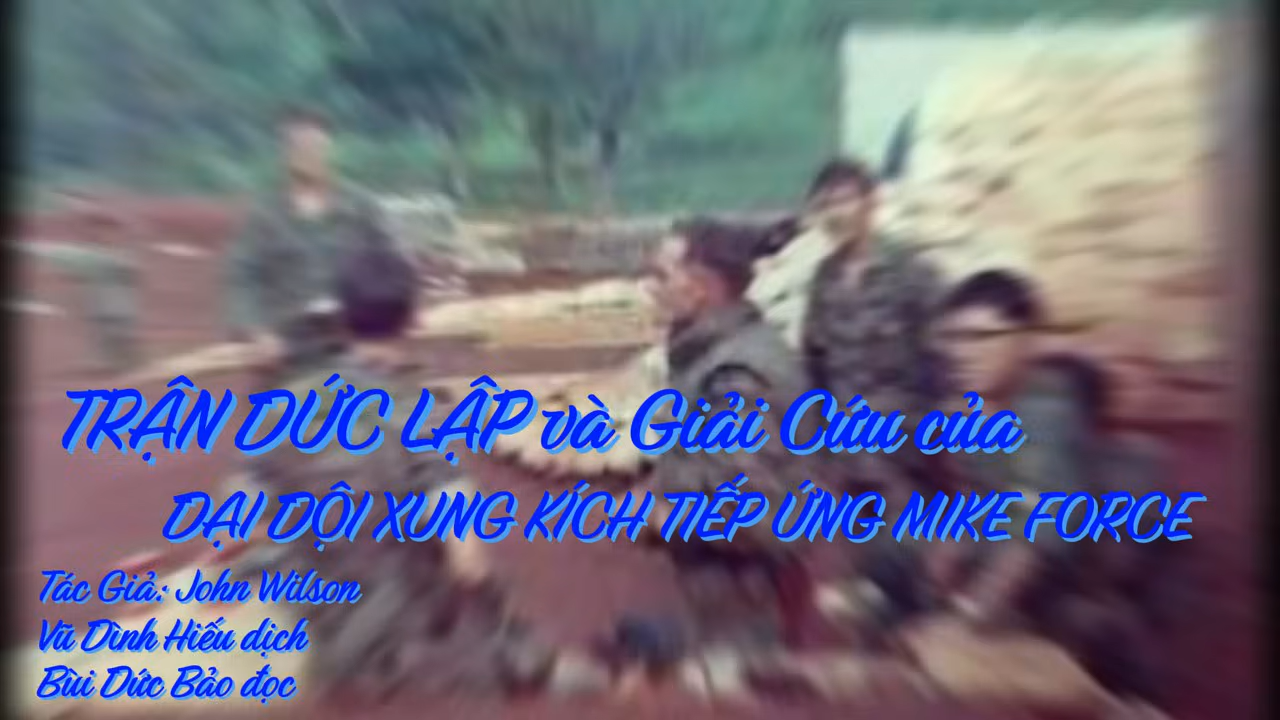 TRẬN ĐỨC LẬP và Giải Cứu của
ĐẠI ĐỘI XUNG KÍCH TIẾP ỨNG MIKE FORCE
Tác Giả: John Wilson
Vũ Đình Hiếu dịch
Bùi Đức Bảo đọc